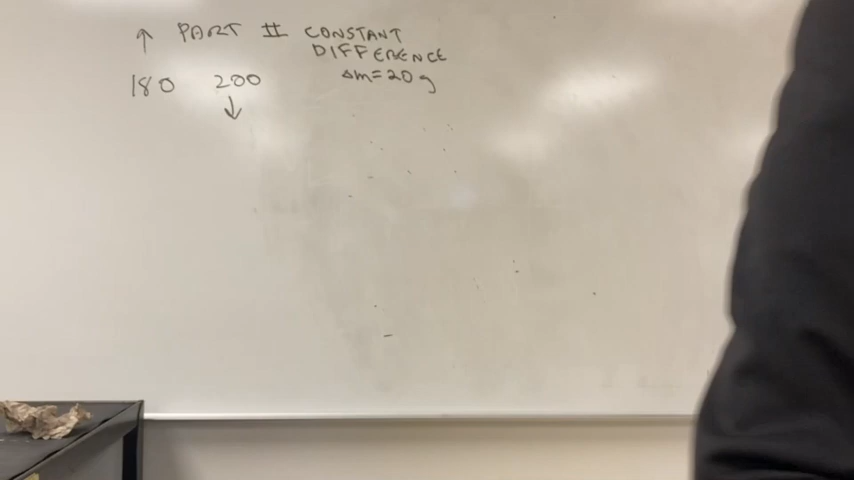 ↑ PART II CONSTANT
DIFFERENCE
180 200 Δm=20g
↓